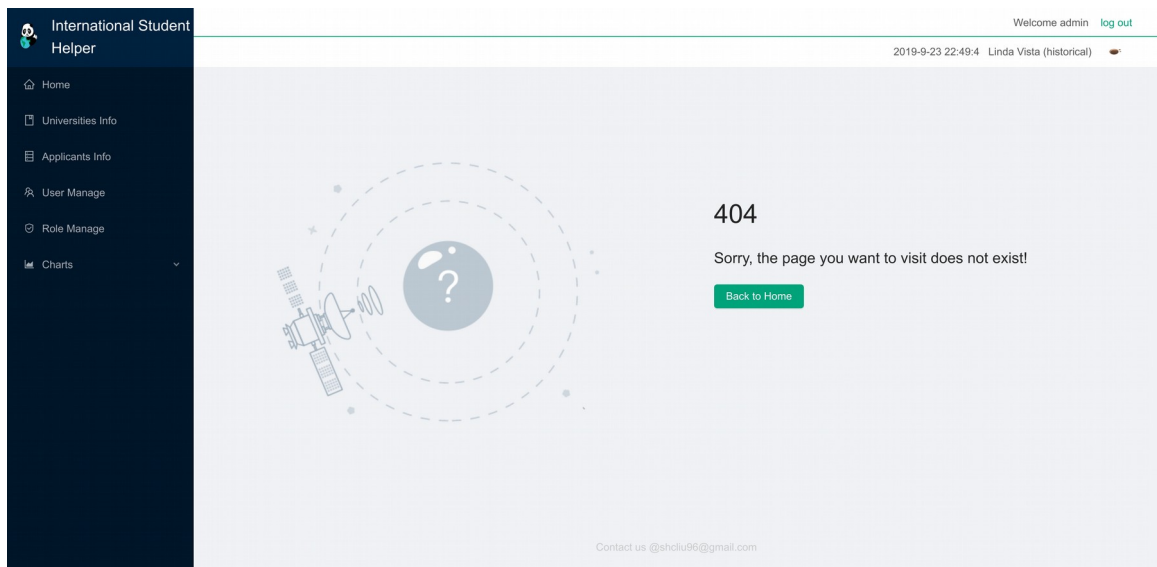 International Student
Helper
Welcome admin log out
2019-9-23 22:49:4 Linda Vista (historical)
Home
Universities Info
Applicants Info
User Manage
Role Manage
Charts
?
404
Sorry, the page you want to visit does not exist!
Back to Home
Contact us @shcliu96@gmail.com